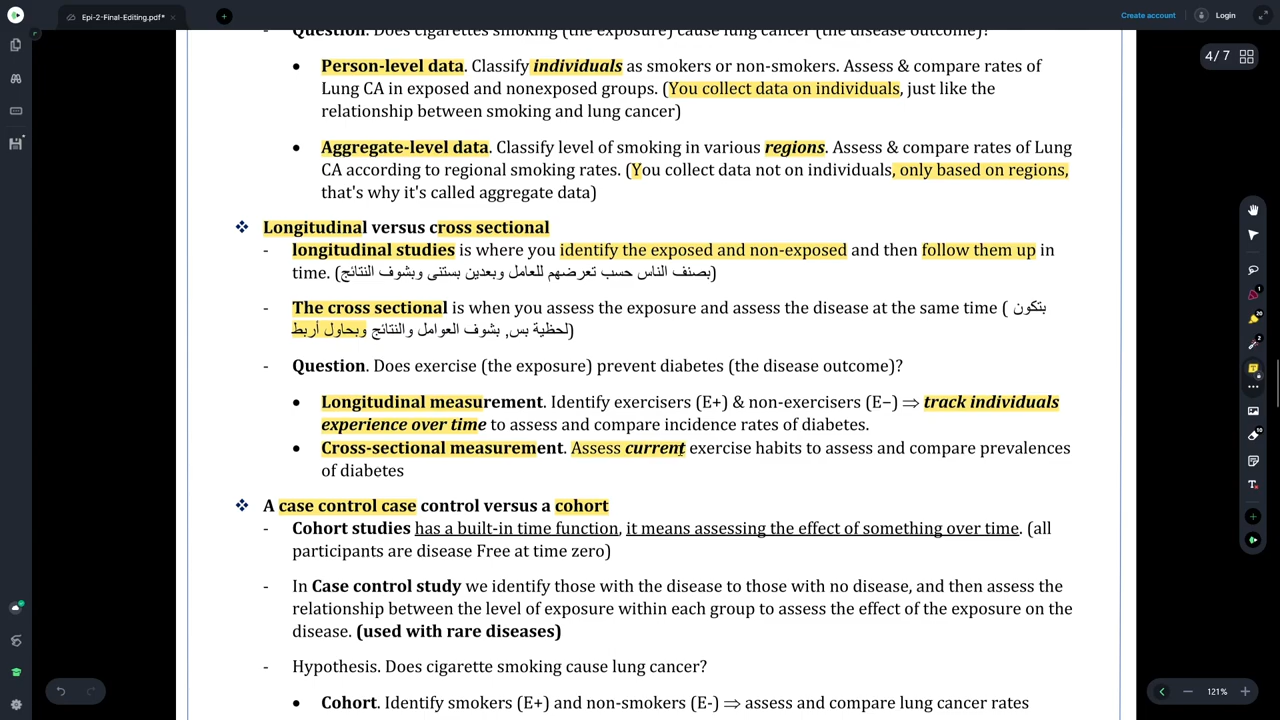 Epi-2-Final-Editing.pdf*
Create account
Login
4 / 7
Question. Does cigarettes smoking (the exposure) cause lung cancer (the disease outcome)?
• Person-level data. Classify individuals as smokers or non-smokers. Assess & compare rates of
Lung CA in exposed and nonexposed groups. (You collect data on individuals, just like the
relationship between smoking and lung cancer)
• Aggregate-level data. Classify level of smoking in various regions. Assess & compare rates of Lung
CA according to regional smoking rates. (You collect data not on individuals, only based on regions,
that's why it's called aggregate data)
❖ Longitudinal versus cross sectional
- longitudinal studies is where you identify the exposed and non-exposed and then follow them up in
time. (بصنف الناس حسب تعرضهم للعامل وبعدين بستنى وبشوف النتائج)
- The cross sectional is when you assess the exposure and assess the disease at the same time ( بتكون
لحظية بس, بشوف العوامل والنتائج وبحاول أربط)
- Question. Does exercise (the exposure) prevent diabetes (the disease outcome)?
• Longitudinal measurement. Identify exercisers (E+) & non-exercisers (E−) ⇒ track individuals
experience over time to assess and compare incidence rates of diabetes.
• Cross-sectional measurement. Assess current exercise habits to assess and compare prevalences
of diabetes
❖ A case control case control versus a cohort
- Cohort studies has a built-in time function, it means assessing the effect of something over time. (all
participants are disease Free at time zero)
- In Case control study we identify those with the disease to those with no disease, and then assess the
relationship between the level of exposure within each group to assess the effect of the exposure on the
disease. (used with rare diseases)
- Hypothesis. Does cigarette smoking cause lung cancer?
• Cohort. Identify smokers (E+) and non-smokers (E-) ⇒ assess and compare lung cancer rates
121%